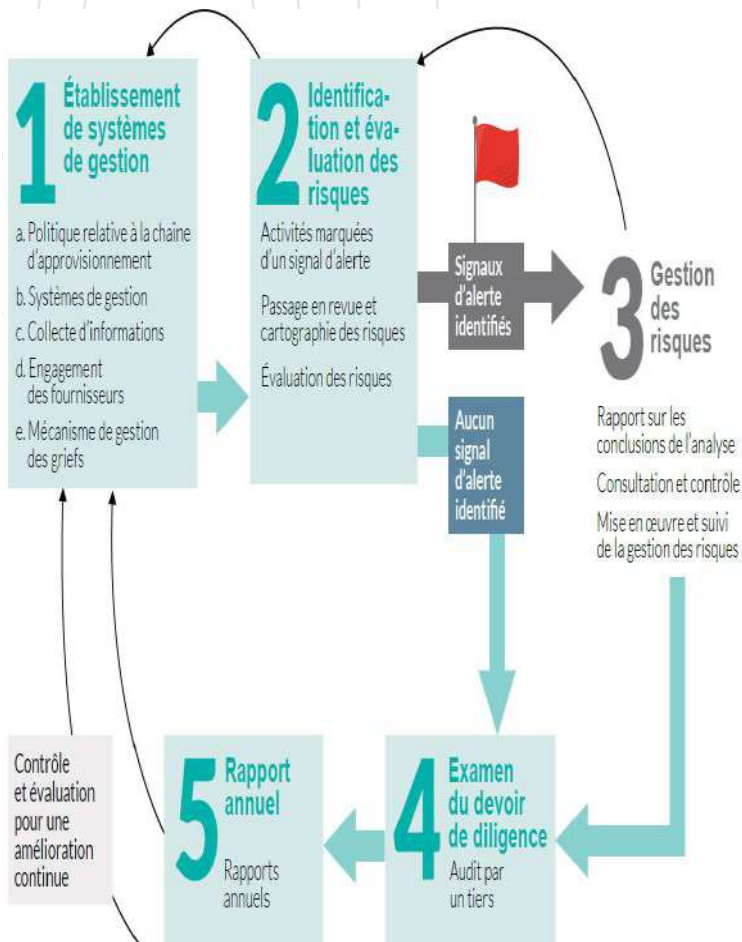 1
Établissement
de systèmes
de gestion
a. Politique relative à la chaîne
d'approvisionnement
b. Systèmes de gestion
c. Collecte d'informations
d. Engagement
des fournisseurs
e. Mécanisme de gestion
des griefs
2
Identifica-
tion et éva-
luation des
risques
Activités marquées
d'un signal d'alerte
Passage en revue et
cartographie des risques
Évaluation des risques
Signaux
d'alerte
identifiés
Aucun
signal
d'alerte
identifié
3
Gestion
des
risques
Rapport sur les
conclusions de l'analyse
Consultation et contrôle
Mise en œuvre et suivi
de la gestion des risques
4
Examen
du devoir
de diligence
Audit par
un tiers
5
Rapport
annuel
Rapports
annuels
Contrôle
et évaluation
pour une
amélioration
continue